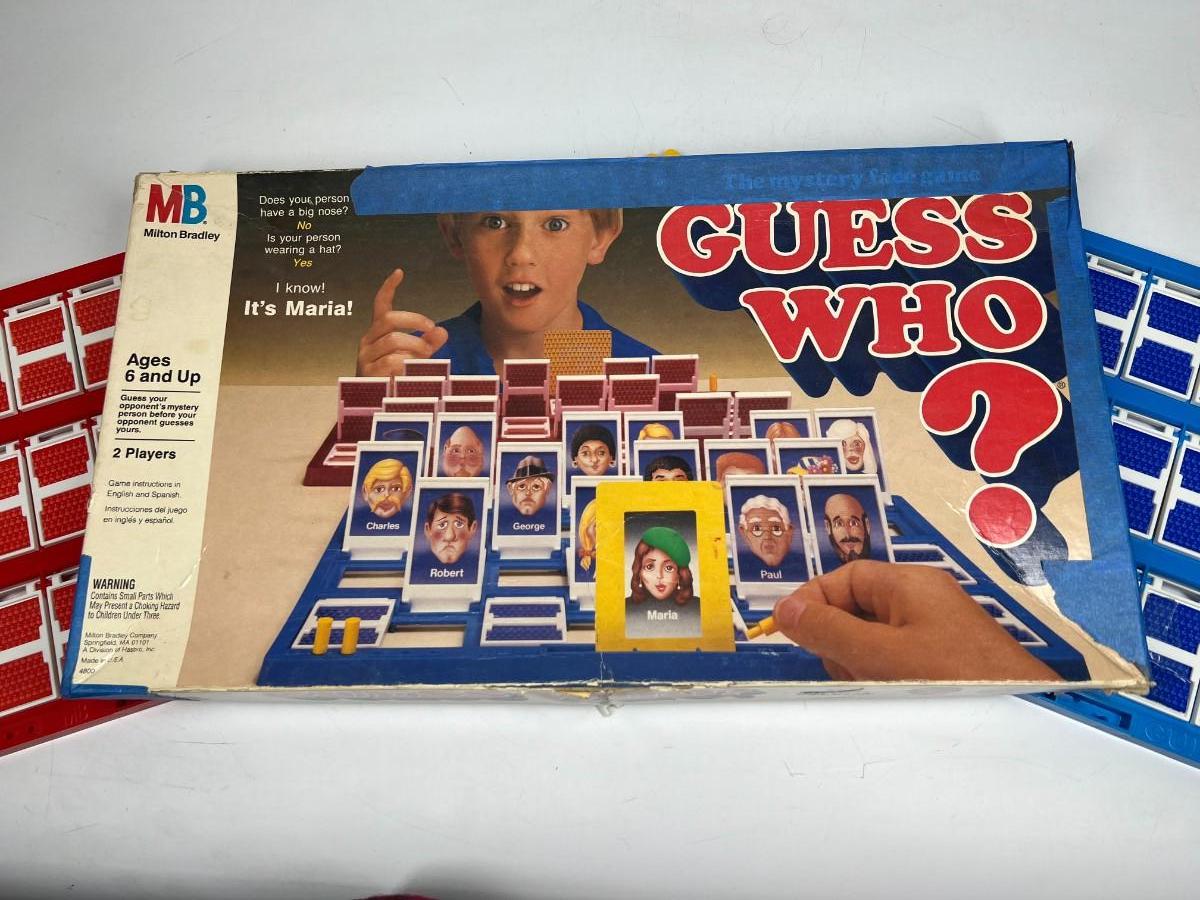 MB
Milton Bradley
Does your person
have a big nose?
No
Is your person
wearing a hat?
Yes
I know!
It's Maria!
The mystery face game
GUESS
WHO
?
®
Ages
6 and Up
Guess your
opponent's mystery
person before your
opponent guesses
yours.
2 Players
Game instructions in
English and Spanish.
Instrucciones del juego
en inglés y español.
WARNING
Contains Small Parts Which
May Present a Choking Hazard
to Children Under Three.
Milton Bradley Company
Springfield, MA 01101
A Division of Hasbro, Inc.
Made in U.S.A.
4800
Charles
Robert
George
Maria
Paul